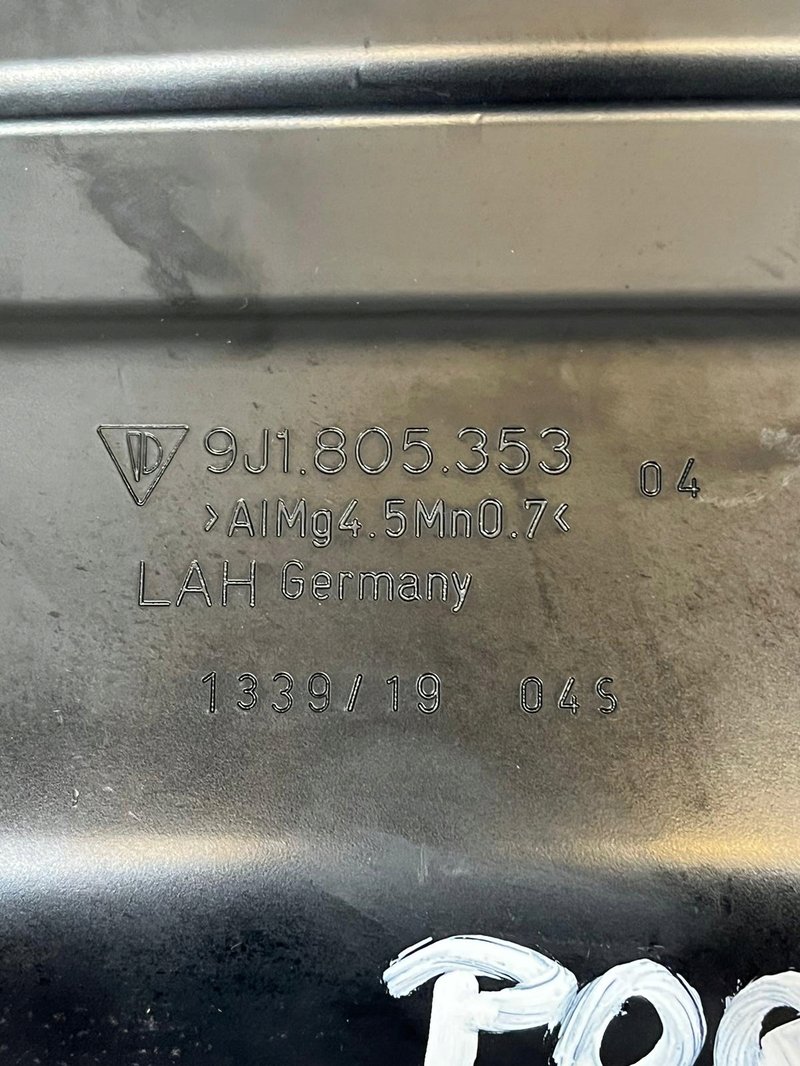 9J1.805.353 04
>AlMg4.5Mn0.7<
LAH Germany
1339/19 04S